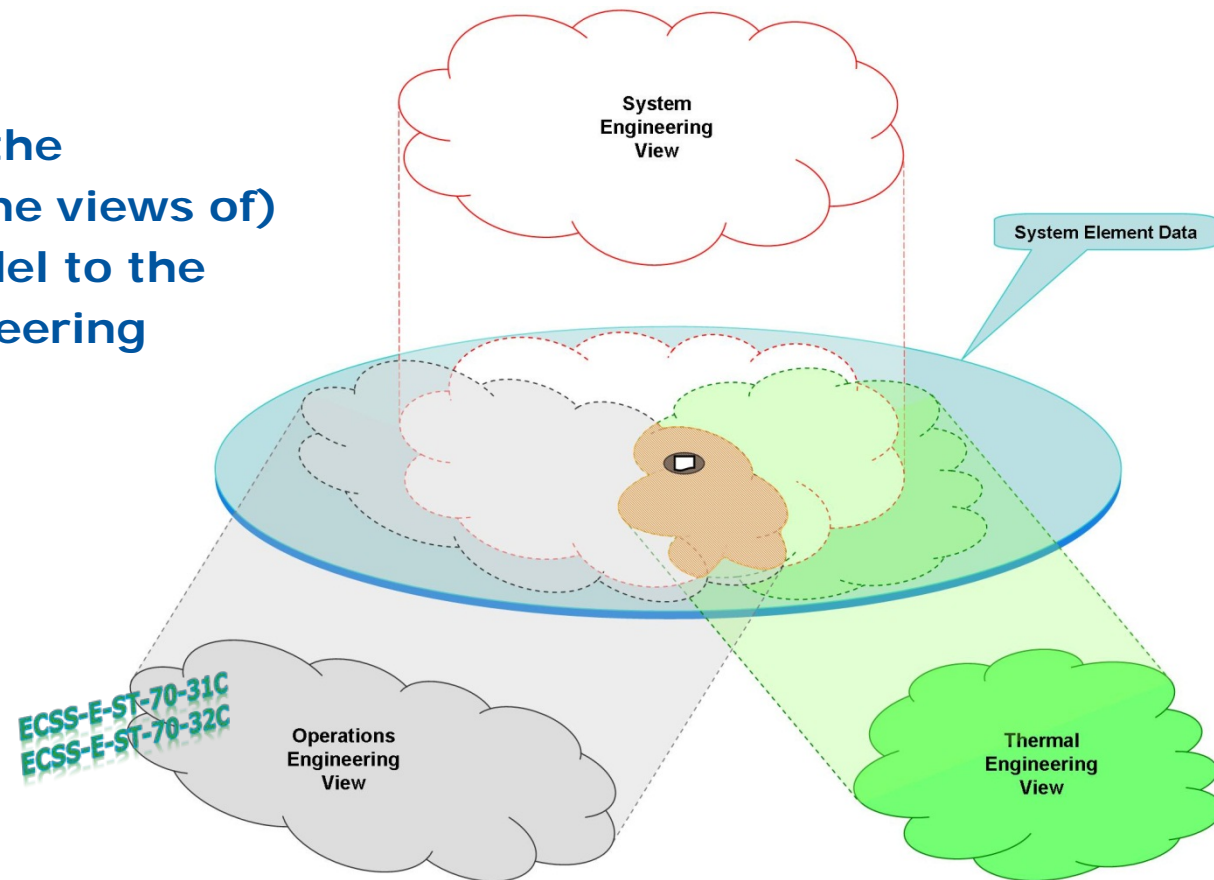 the
ne views of)
del to the
eering
System
Engineering
View
System Element Data
ECSS-E-ST-70-31C
ECSS-E-ST-70-32C
Operations
Engineering
View
Thermal
Engineering
View